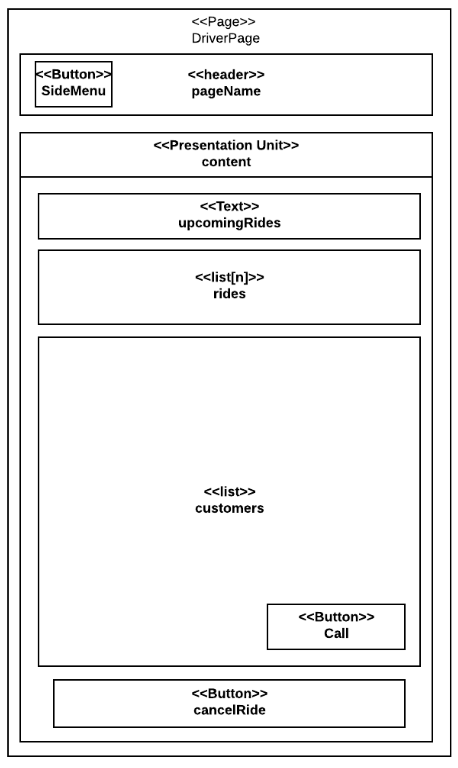 <<Page>>
DriverPage
<<Button>>
SideMenu
<<header>>
pageName
<<Presentation Unit>>
content
<<Text>>
upcomingRides
<<list[n]>>
rides
<<list>>
customers
<<Button>>
Call
<<Button>>
cancelRide